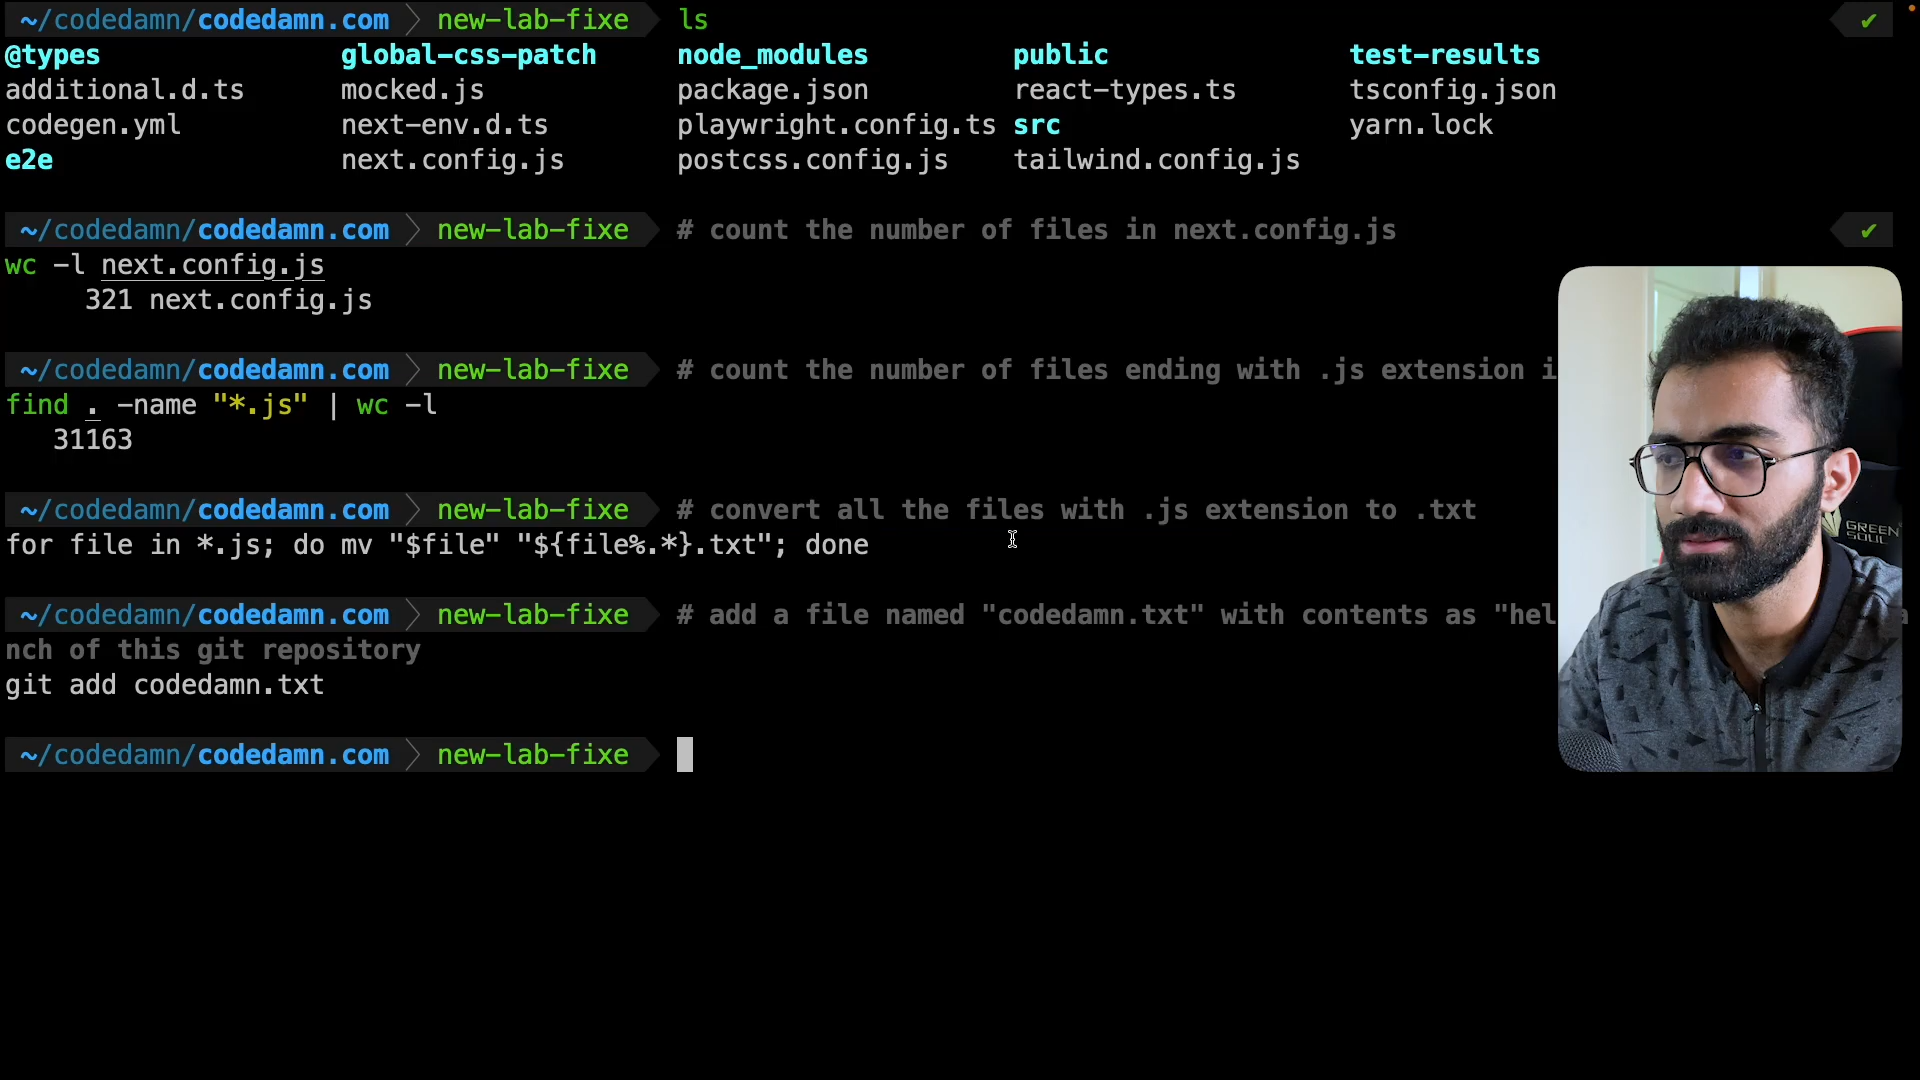 ~/codedamn/codedamn.com new-lab-fixe ls ✔
@types global-css-patch node_modules public test-results
additional.d.ts mocked.js package.json react-types.ts tsconfig.json
codegen.yml next-env.d.ts playwright.config.ts src yarn.lock
e2e next.config.js postcss.config.js tailwind.config.js
~/codedamn/codedamn.com new-lab-fixe # count the number of files in next.config.js ✔
wc -l next.config.js
321 next.config.js
~/codedamn/codedamn.com new-lab-fixe # count the number of files ending with .js extension
find . -name "*.js" | wc -l
31163
~/codedamn/codedamn.com new-lab-fixe # convert all the files with .js extension to .txt
for file in *.js; do mv "$file" "${file%.*}.txt"; done
~/codedamn/codedamn.com new-lab-fixe # add a file named "codedamn.txt" with contents as "hel
nch of this git repository
git add codedamn.txt
~/codedamn/codedamn.com new-lab-fixe
GREEN
SOUL